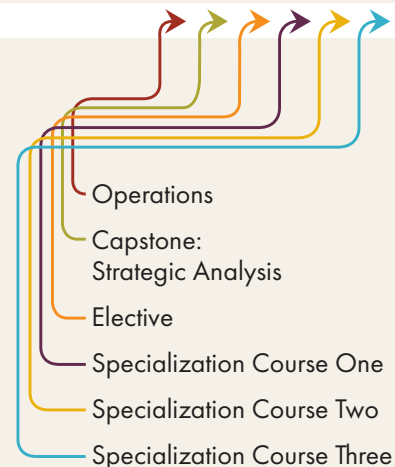 Operations
Capstone:
Strategic Analysis
Elective
Specialization Course One
Specialization Course Two
Specialization Course Three